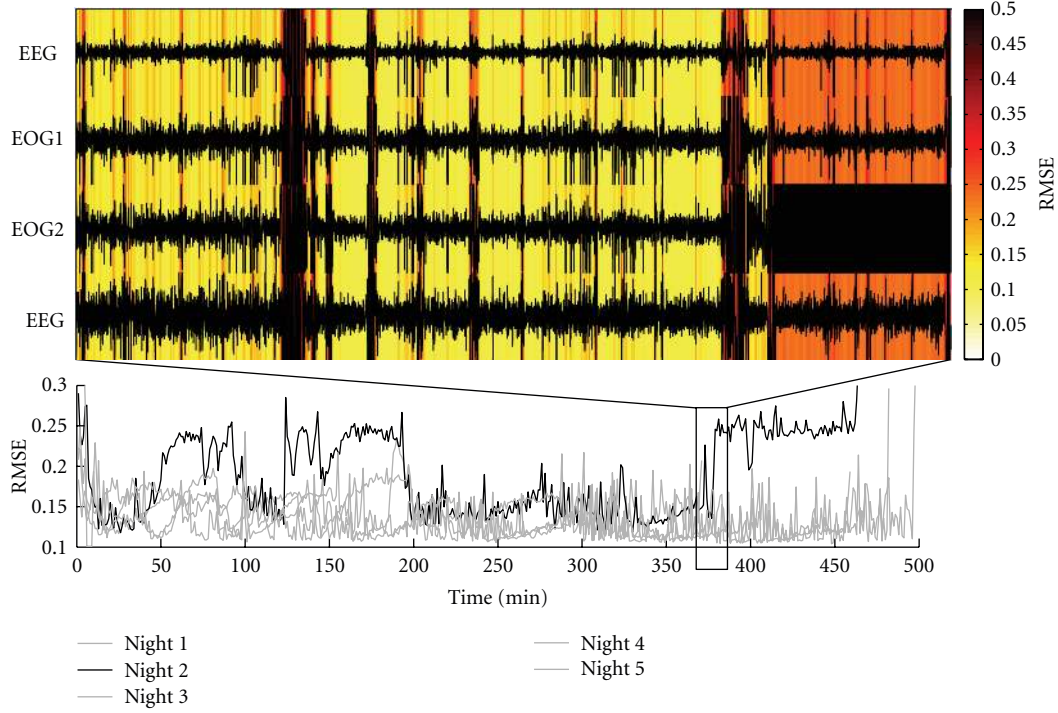 EEG
EOG1
EOG2
EEG
0.5
0.45
0.4
0.35
0.3
0.25
0.2
0.15
0.1
0.05
0
RMSE
0.3
0.25
0.2
0.15
0.1
RMSE
0 50 100 150 200 250 300 350 400 450 500
Time (min)
Night 1
Night 2
Night 3
Night 4
Night 5